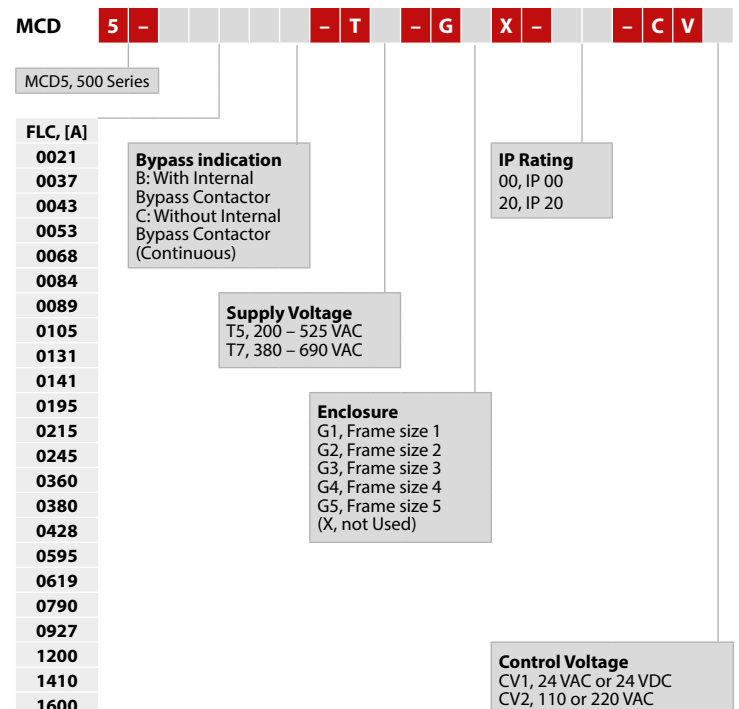 MCD 5 – – T – G X – – C V
MCD5, 500 Series
FLC, [A]
0021
0037
0043
0053
0068
0084
0089
0105
0131
0141
0195
0215
0245
0360
0380
0428
0595
0619
0790
0927
1200
1410
1600
Bypass indication
B: With Internal
Bypass Contactor
C: Without Internal
Bypass Contactor
(Continuous)
IP Rating
00, IP 00
20, IP 20
Supply Voltage
T5, 200 – 525 VAC
T7, 380 – 690 VAC
Enclosure
G1, Frame size 1
G2, Frame size 2
G3, Frame size 3
G4, Frame size 4
G5, Frame size 5
(X, not Used)
Control Voltage
CV1, 24 VAC or 24 VDC
CV2, 110 or 220 VAC